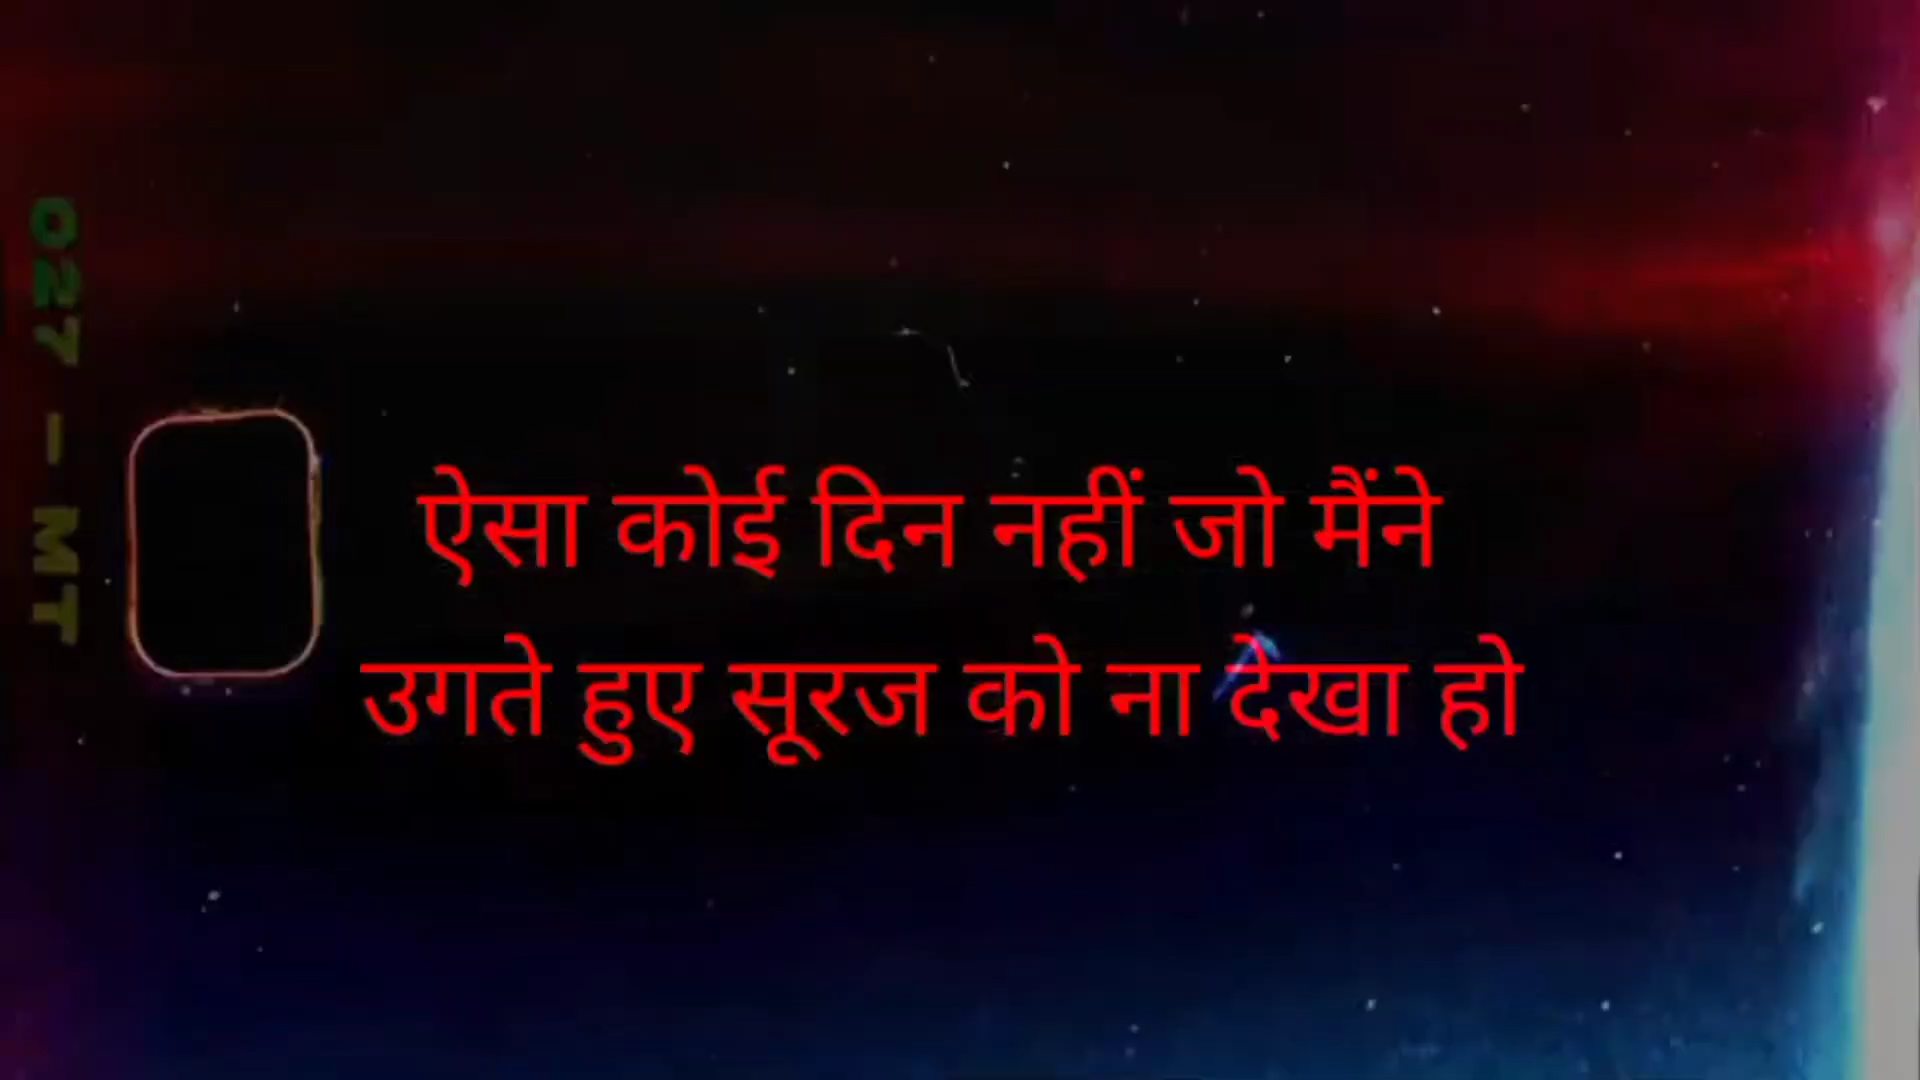 027 – MT
ऐसा कोई दिन नहीं जो मैंने
उगते हुए सूरज को ना देखा हो